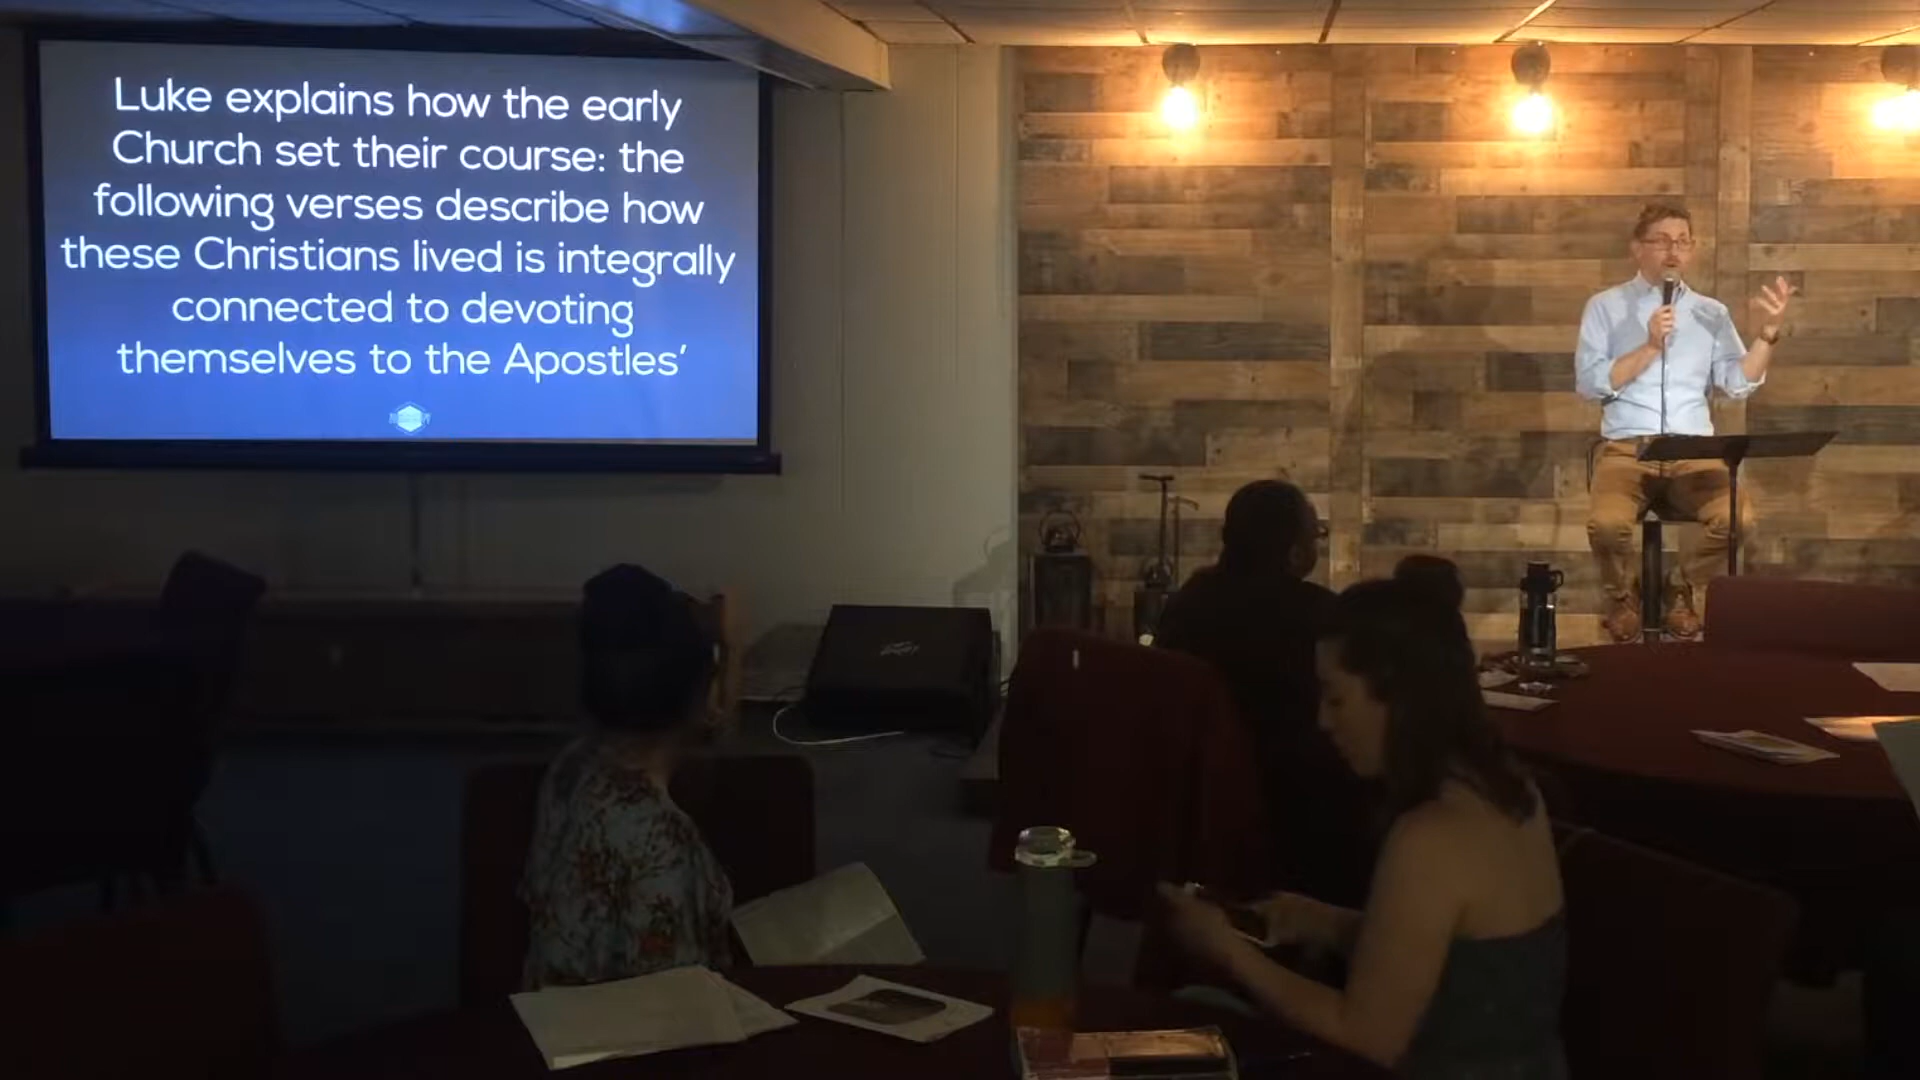 Luke explains how the early
Church set their course: the
following verses describe how
these Christians lived is integrally
connected to devoting
themselves to the Apostles’